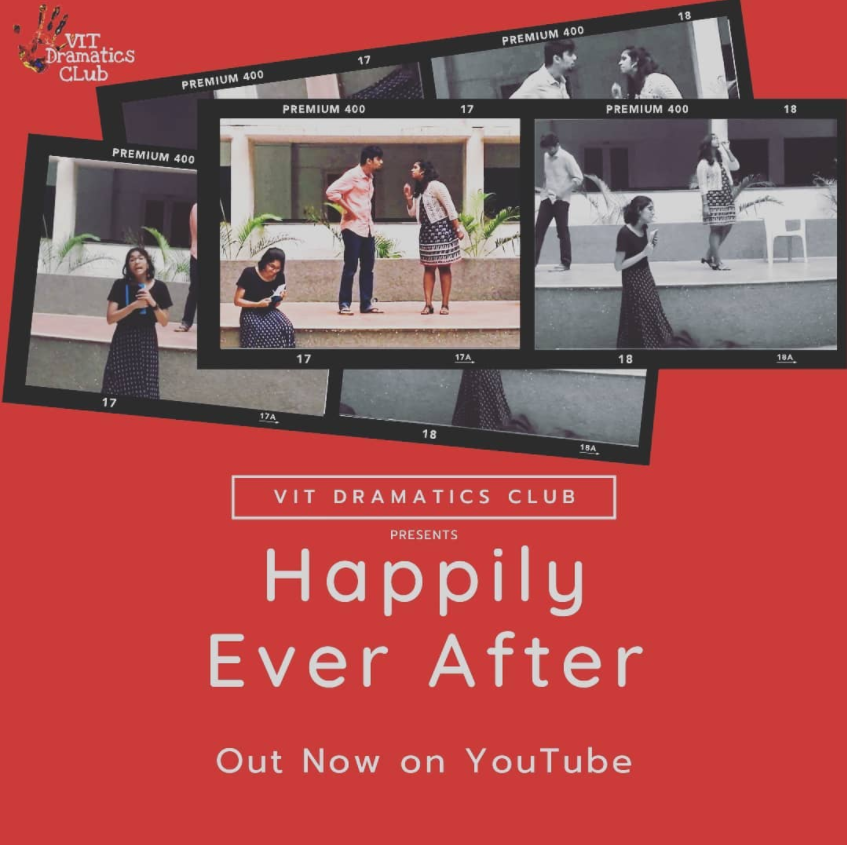 VIT
Dramatics
CLub
PREMIUM 400
17
PREMIUM 400
18
PREMIUM 400
17
PREMIUM 400
18
PREMIUM 400
17
17A
18
18A
17
17A
18
18A
VIT DRAMATICS CLUB
PRESENTS
Happily
Ever After
Out Now on YouTube